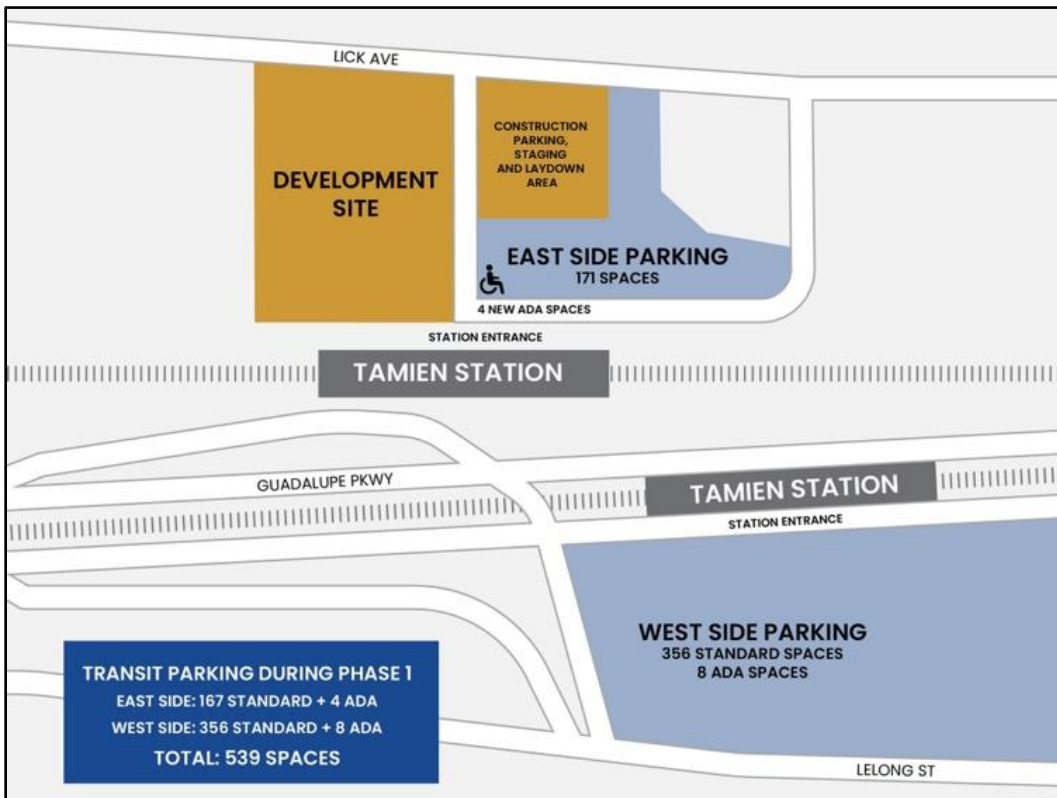 LICK AVE
DEVELOPMENT
SITE
CONSTRUCTION
PARKING,
STAGING
AND LAYDOWN
AREA
EAST SIDE PARKING
171 SPACES
4 NEW ADA SPACES
STATION ENTRANCE
TAMIEN STATION
GUADALUPE PKWY
TAMIEN STATION
STATION ENTRANCE
WEST SIDE PARKING
356 STANDARD SPACES
8 ADA SPACES
TRANSIT PARKING DURING PHASE 1
EAST SIDE: 167 STANDARD + 4 ADA
WEST SIDE: 356 STANDARD + 8 ADA
TOTAL: 539 SPACES
LELONG ST